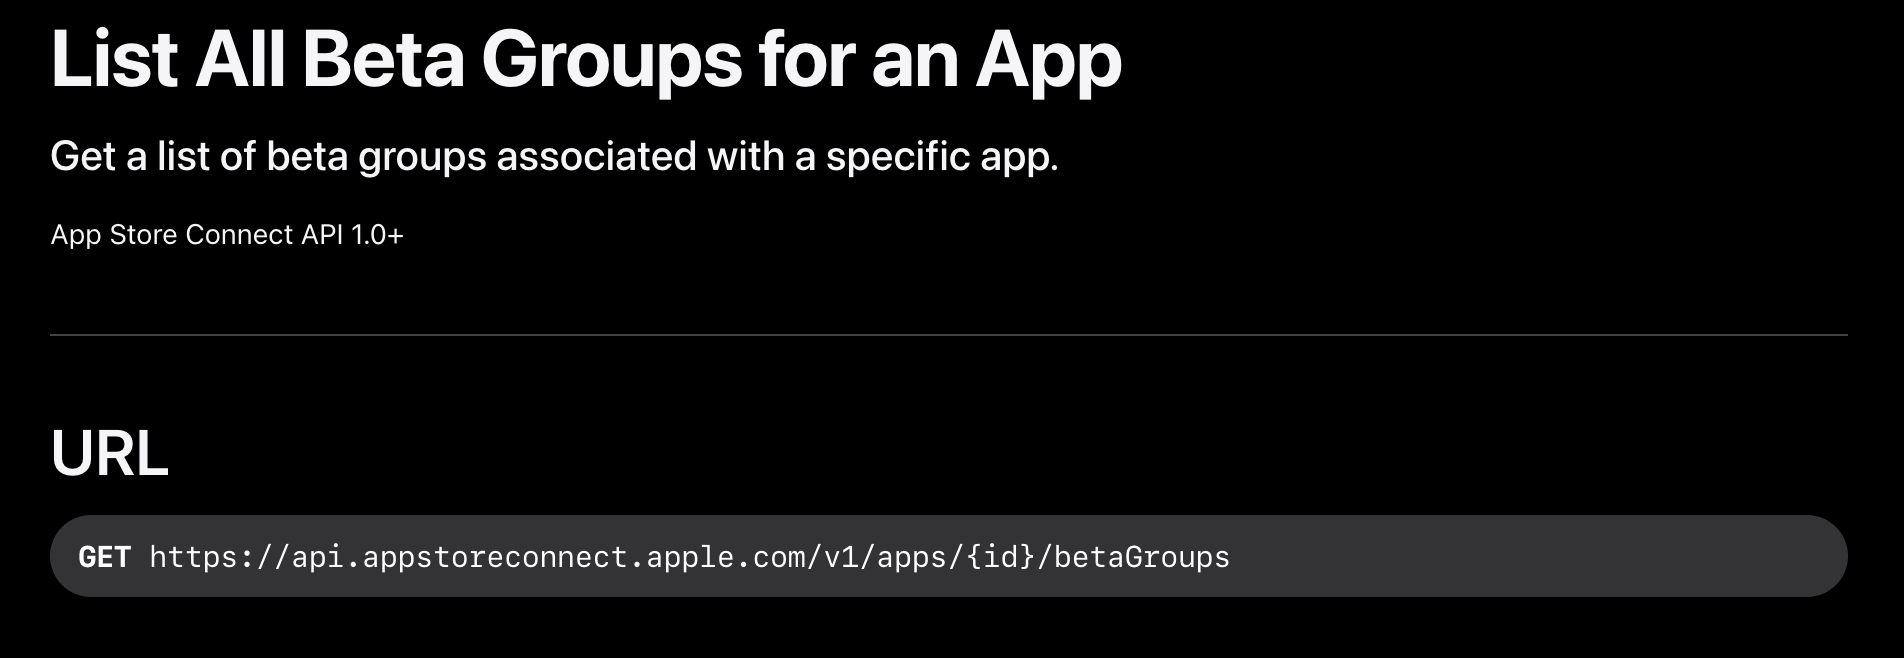 List All Beta Groups for an App
Get a list of beta groups associated with a specific app.
App Store Connect API 1.0+
URL
GET https://api.appstoreconnect.apple.com/v1/apps/{id}/betaGroups